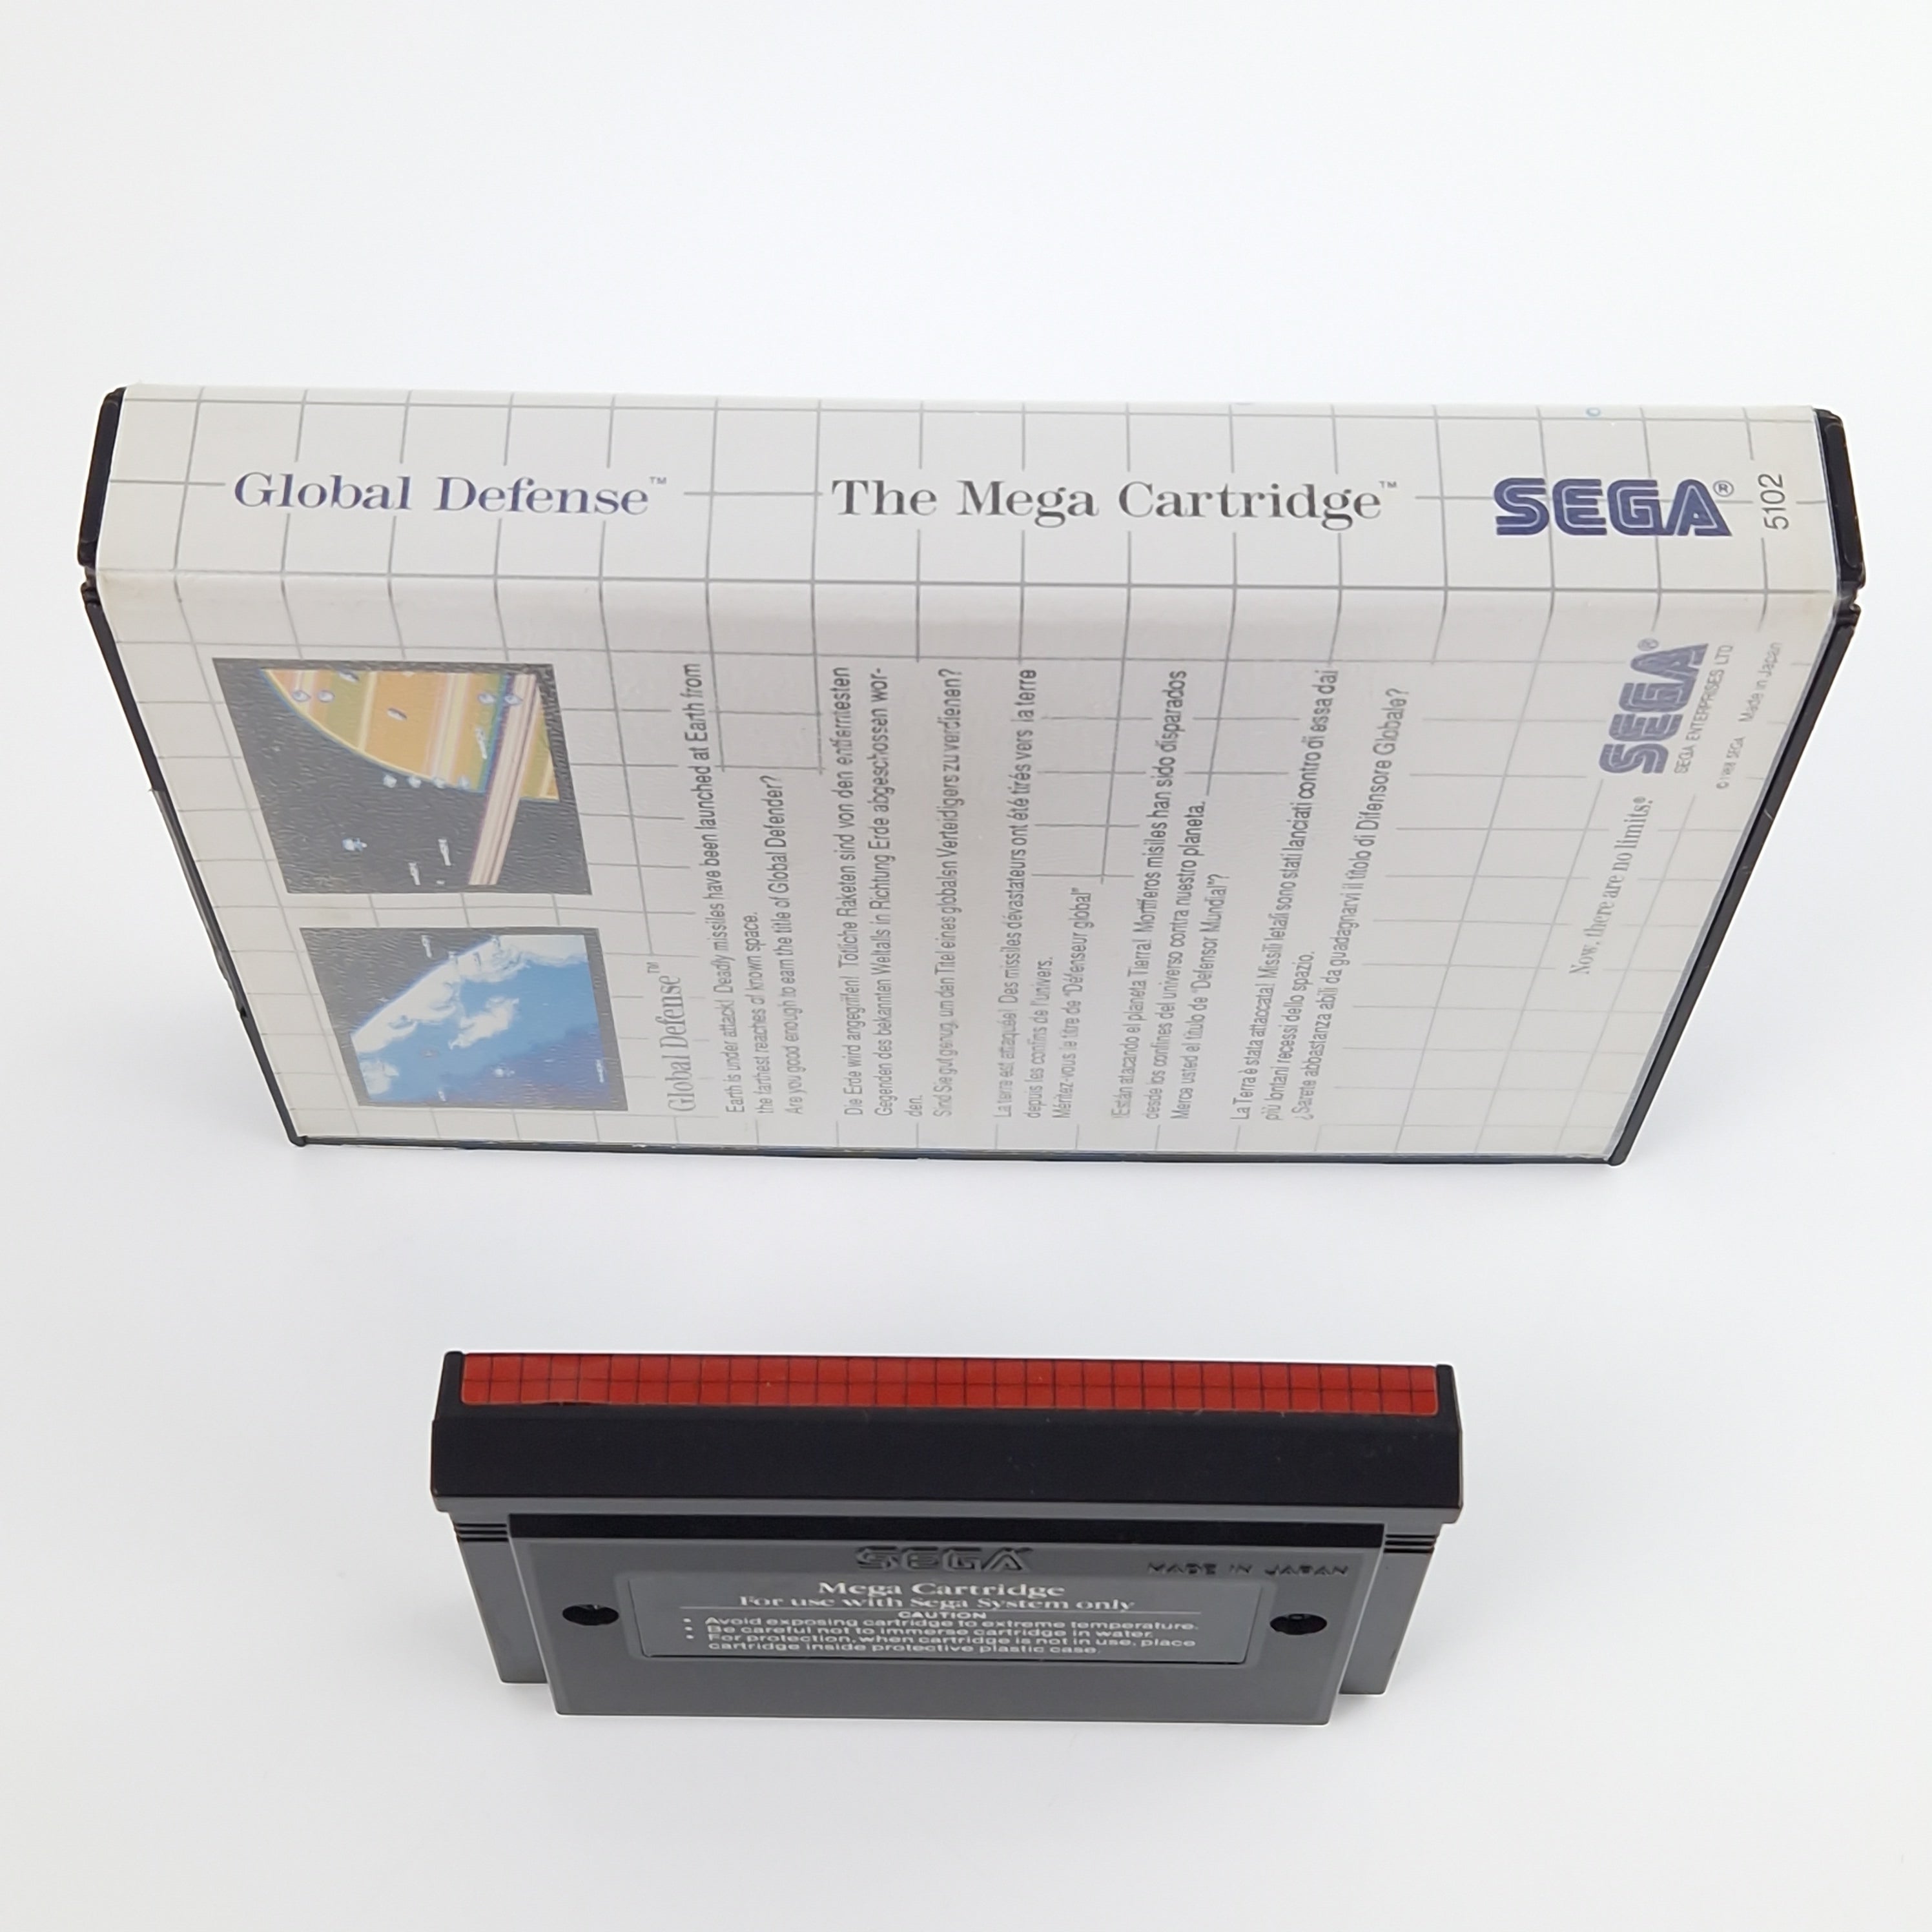 Global Defense™
The Mega Cartridge™
SEGA®
5102
Global Defense™
Earth is under attack! Deadly missiles have been launched at Earth from
the farthest reaches of known space.
Are you good enough to earn the title of Global Defender?
Die Erde wird angegriffen! Tötliche Raketen sind von den entferntesten
Gegenden des bekannten Weltalls in Richtung Erde abgeschossen wor-
den.
Sind Sie gut genug, um den Titel eines globalen Verteidigers zu verdienen?
La terre est attaquée! Des missiles dévastateurs ont été tirés vers la terre
depuis les confins de l'univers.
Méritez-vous le titre de "Défenseur global"
!Están atacando el planeta Tierra! Mortíferos misiles han sido disparados
desde los confines del universo contra nuestro planeta.
Merce usted el título de "Defensor Mundial"?
La Terra è stata attaccata! Missili letali sono stati lanciati contro di essa dai
più lontani recessi dello spazio.
¿Sarete abbastanza abili da guadagnarvi il titolo di Difensore Globale?
Now, there are no limits.®
SEGA®
SEGA ENTERPRISES LTD
© 1988 SEGA Made in Japan
SEGA
MADE IN JAPAN
Mega Cartridge
For use with Sega System only
CAUTION
• Avoid exposing cartridge to extreme temperature.
• Be careful not to immerse cartridge in water.
• For protection, when cartridge is not in use, place
cartridge inside protective plastic case.